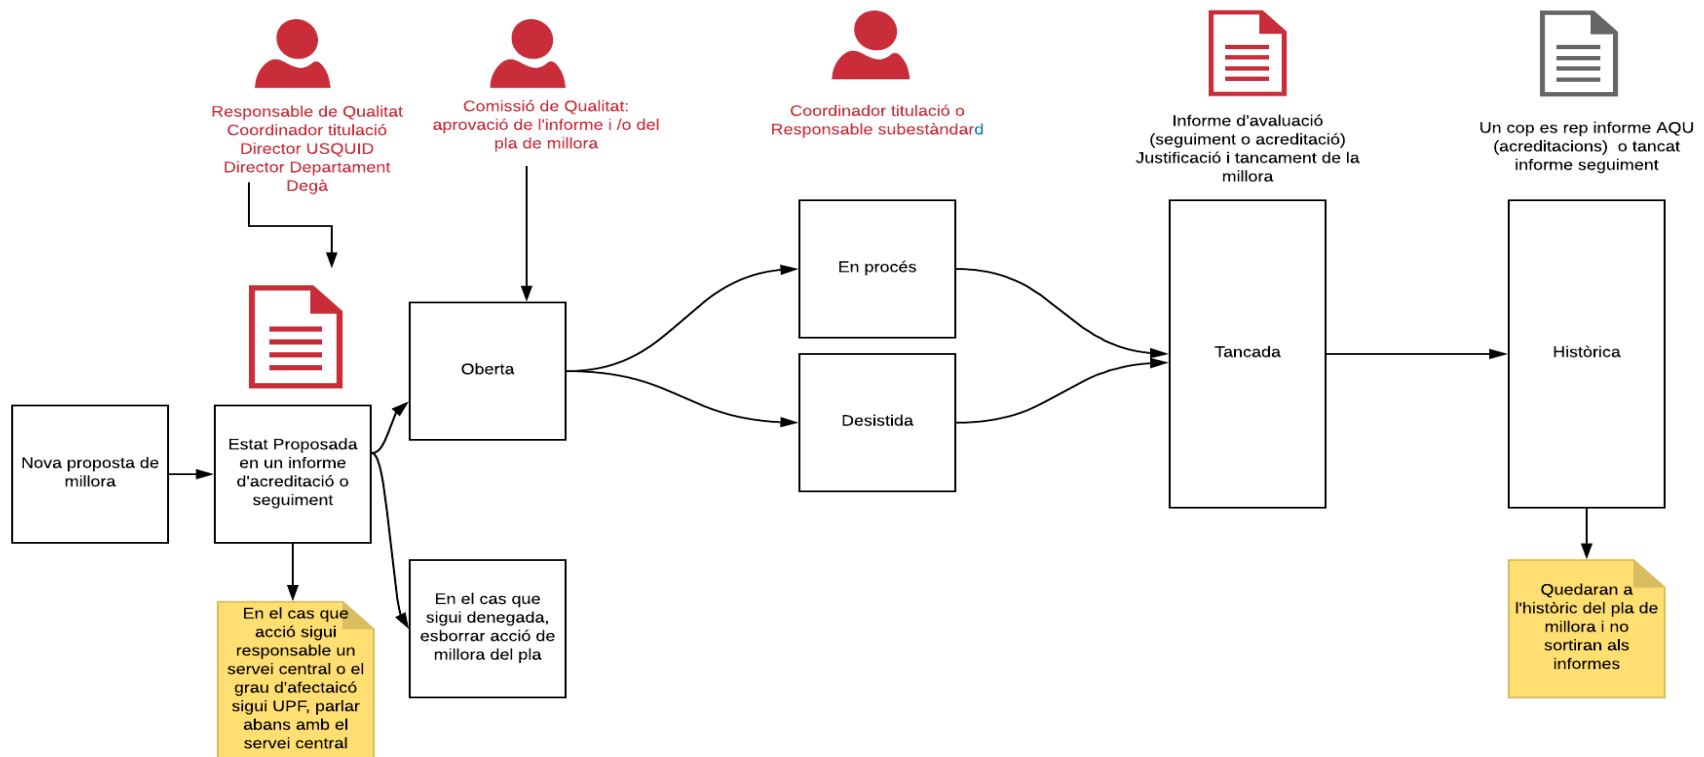 Responsable de Qualitat
Coordinador titulació
Director USQUID
Director Departament
Degà
Comissió de Qualitat:
aprovació de l'informe i /o del
pla de millora
Coordinador titulació o
Responsable subestàndard
Informe d'avaluació
(seguiment o acreditació)
Justificació i tancament de la
millora
Un cop es rep informe AQU
(acreditacions) o tancat
informe seguiment
Nova proposta de
millora
Estat Proposada
en un informe
d'acreditació o
seguiment
Oberta
En procés
Desistida
Tancada
Històrica
En el cas que
acció sigui
responsable un
servei central o el
grau d'afectaicó
sigui UPF, parlar
abans amb el
servei central
En el cas que
sigui denegada,
esborrar acció de
millora del pla
Quedaran a
l'històric del pla de
millora i no
sortiran als
informes